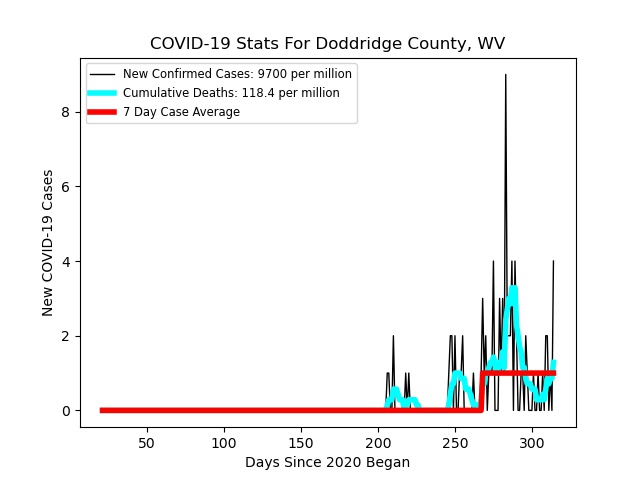 COVID-19 Stats For Doddridge County, WV
New Confirmed Cases: 9700 per million
Cumulative Deaths: 118.4 per million
7 Day Case Average
New COVID-19 Cases
8
6
4
2
0
50 100 150 200 250 300
Days Since 2020 Began